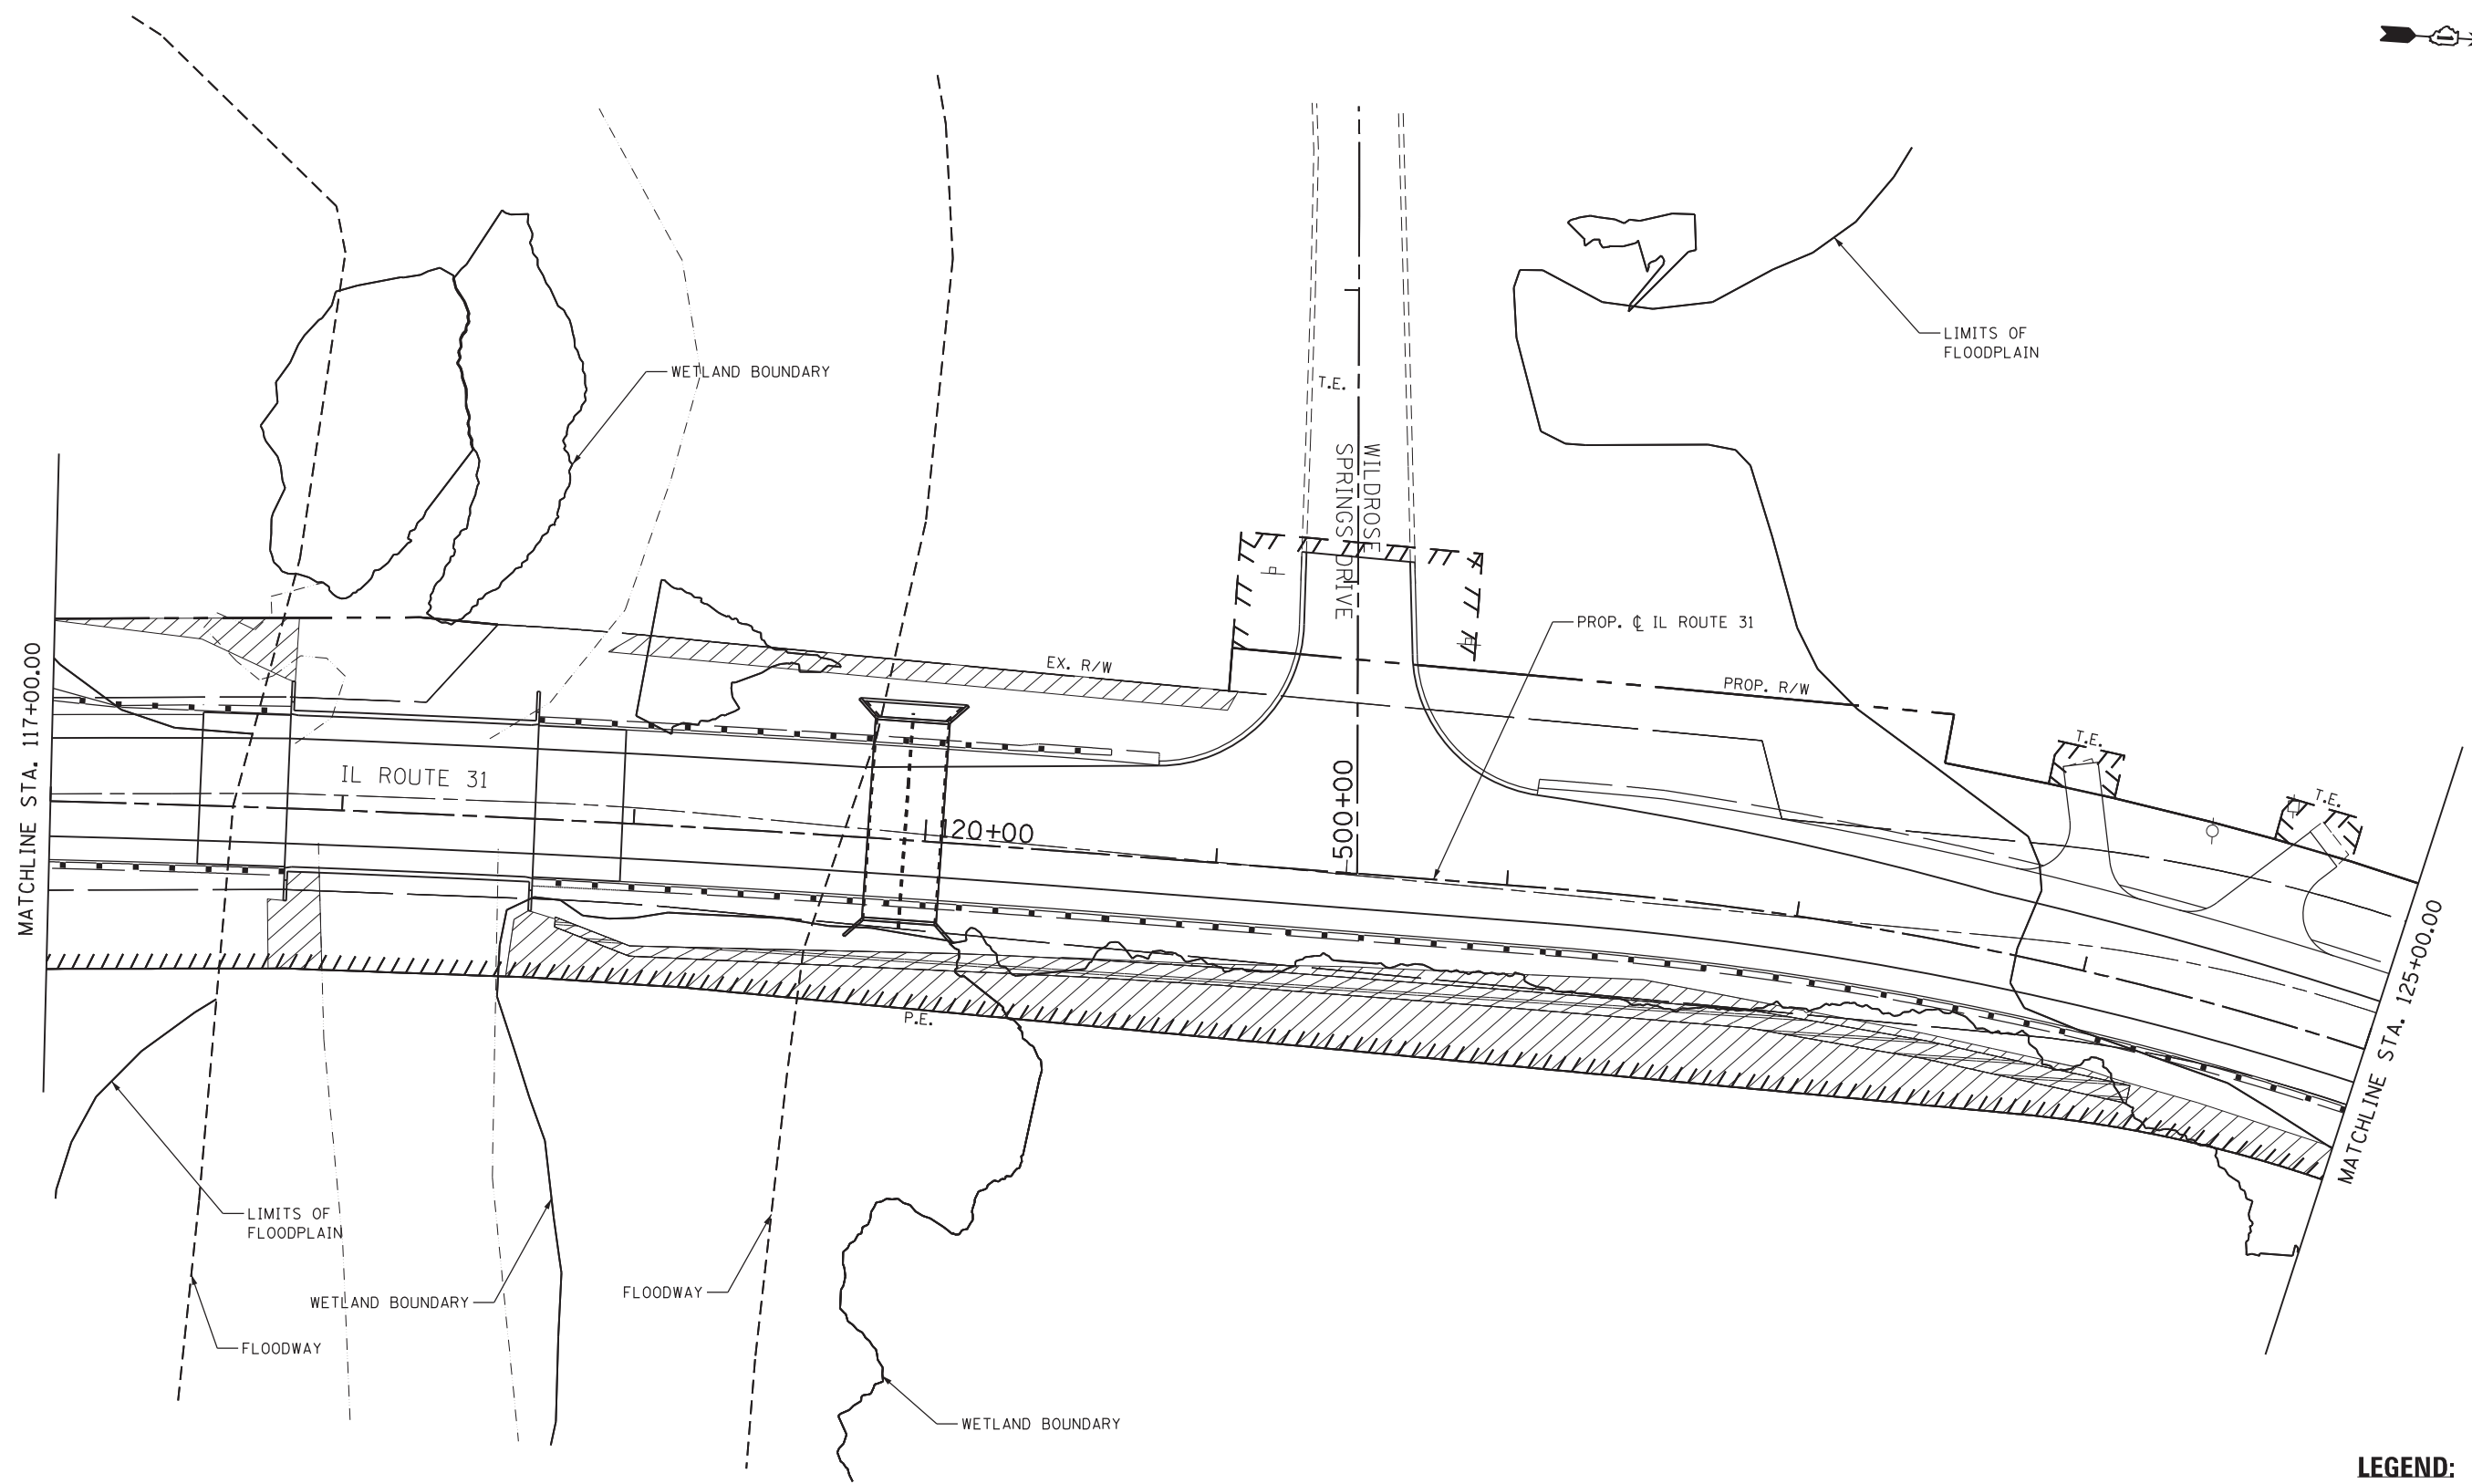 LIMITS OF
FLOODPLAIN
WETLAND BOUNDARY
T.E.
WILDROSE
SPRINGS DRIVE
PROP. ℄ IL ROUTE 31
EX. R/W
PROP. R/W
T.E.
T.E.
MATCHLINE STA. 117+00.00
IL ROUTE 31
120+00
500+00
MATCHLINE STA. 125+00.00
P.E.
LIMITS OF
FLOODPLAIN
WETLAND BOUNDARY
FLOODWAY
FLOODWAY
WETLAND BOUNDARY
LEGEND: